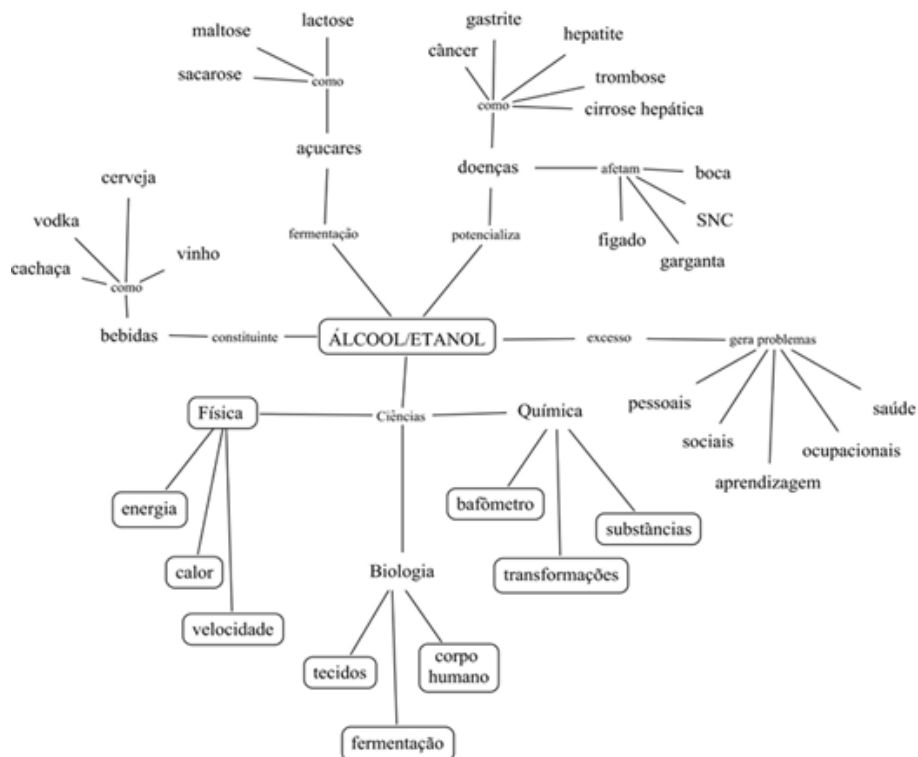 lactose
maltose
sacarose
como
açucares
fermentação
gastrite
câncer
hepatite
trombose
cirrose hepática
como
doenças
afetam
boca
SNC
garganta
figado
potencializa
cerveja
vodka
vinho
cachaça
como
bebidas
constituinte
ÁLCOOL/ETANOL
excesso
gera problemas
pessoais
sociais
aprendizagem
ocupacionais
saúde
Física
Ciências
Química
energia
calor
velocidade
bafômetro
substâncias
transformações
Biologia
tecidos
corpo
humano
fermentação